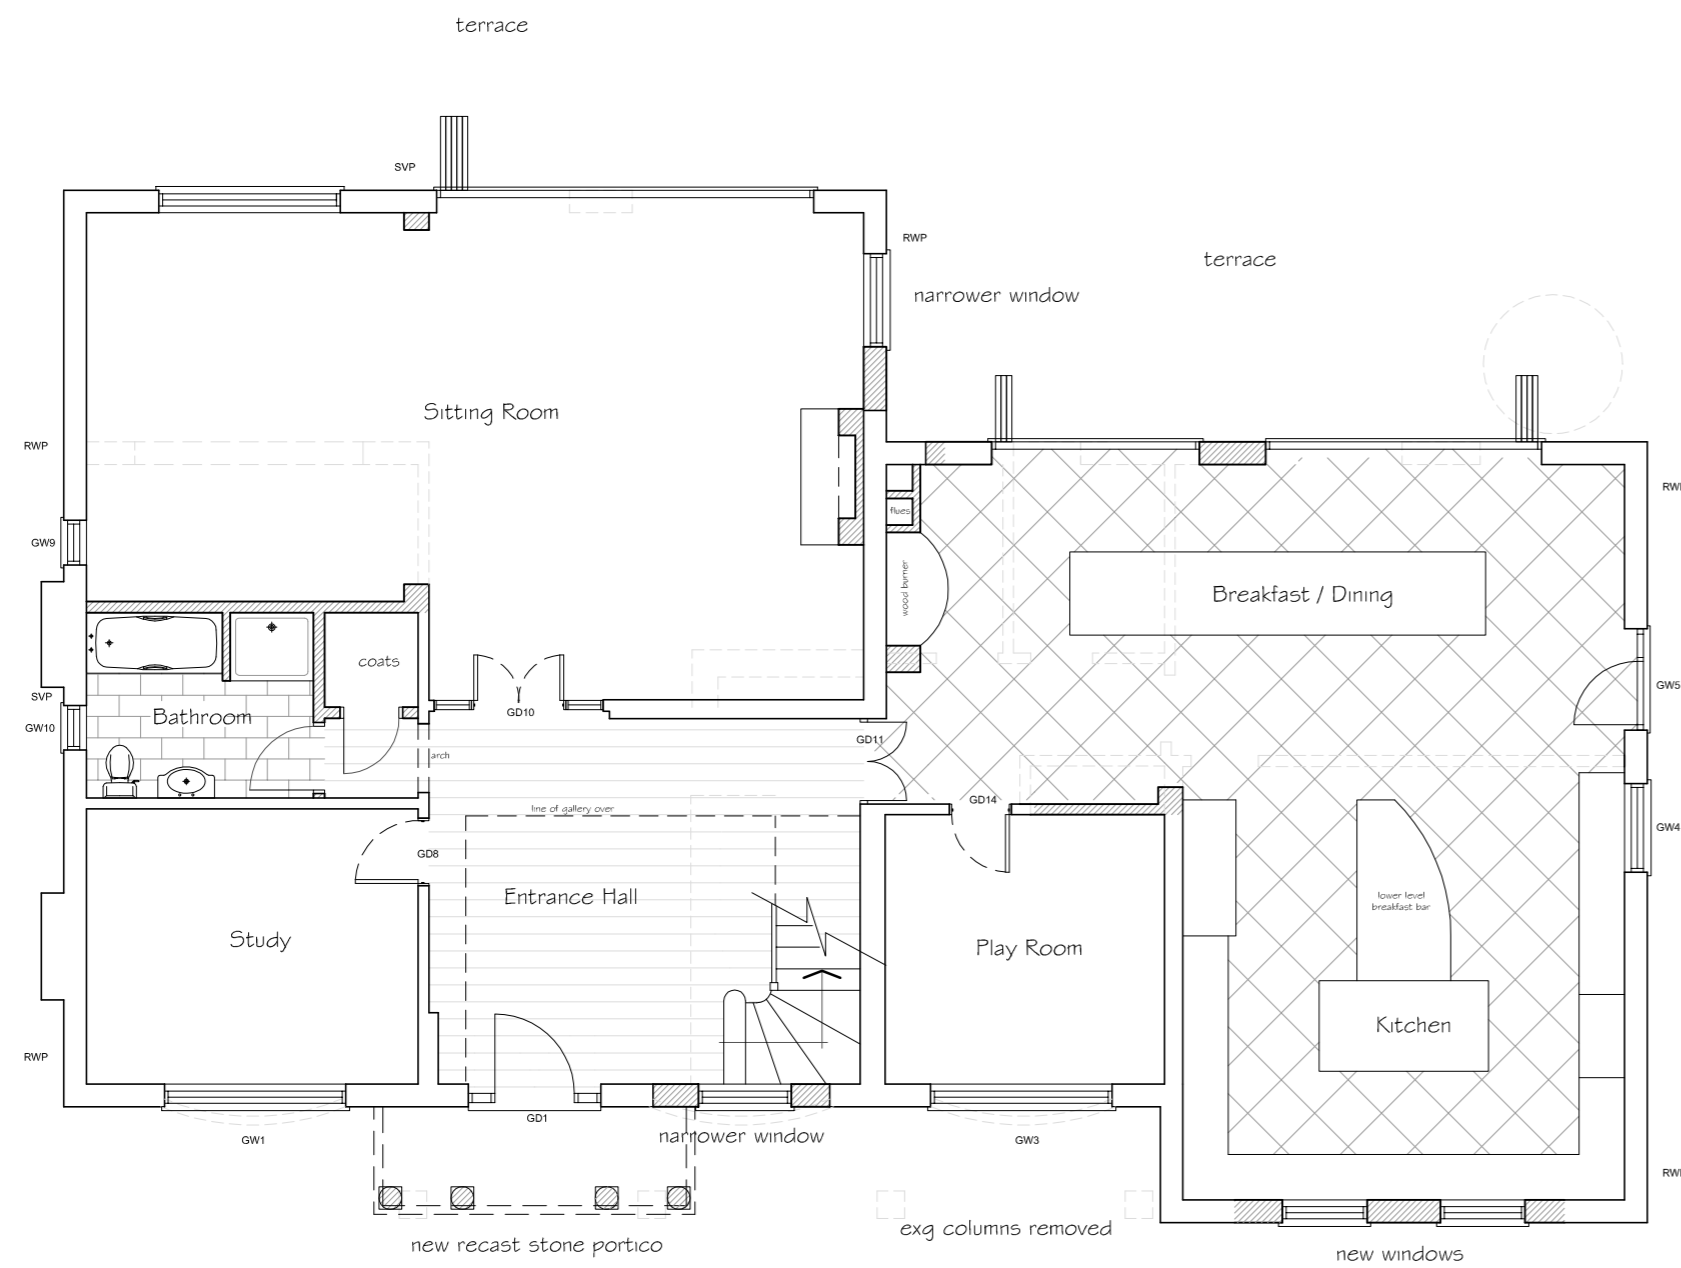 terrace
SVP
RWP
terrace
narrower window
Sitting Room
RWP
RW
flues
GW9
wood burner
Breakfast / Dining
coats
SVP
GW5
Bathroom
GD10
GW10
GD11
arch
GD14
line of gallery over
GW4
GD8
Entrance Hall
lower level
breakfast bar
Study
Play Room
Kitchen
RWP
GD1
narrower window
GW1
GW3
RW
exg columns removed
new recast stone portico
new windows